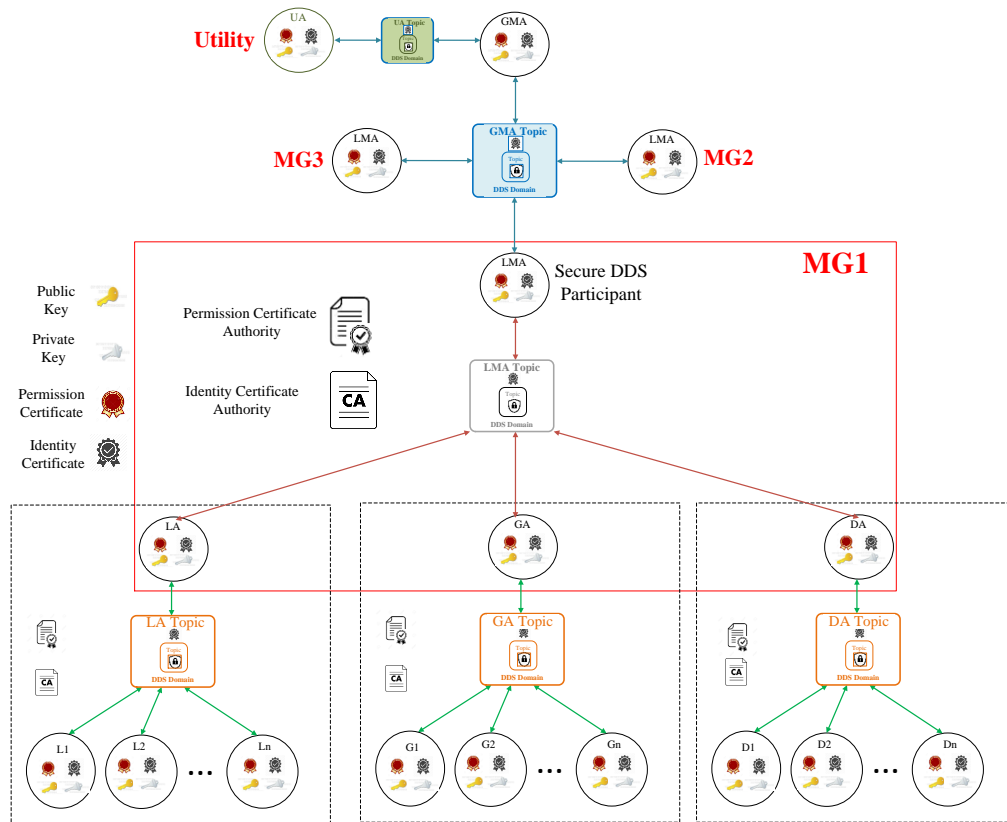 UA
UA Topic
Topic
DDS Domain
GMA
Utility
LMA
MG3
GMA Topic
Topic
DDS Domain
LMA
MG2
MG1
LMA
Secure DDS
Participant
Public
Key
Private
Key
Permission
Certificate
Identity
Certificate
Permission Certificate
Authority
Identity Certificate
Authority
CA
LMA Topic
Topic
DDS Domain
LA
GA
DA
LA Topic
Topic
DDS Domain
CA
GA Topic
Topic
DDS Domain
CA
DA Topic
Topic
DDS Domain
CA
L1
L2
...
Ln
G1
G2
...
Gn
D1
D2
...
Dn